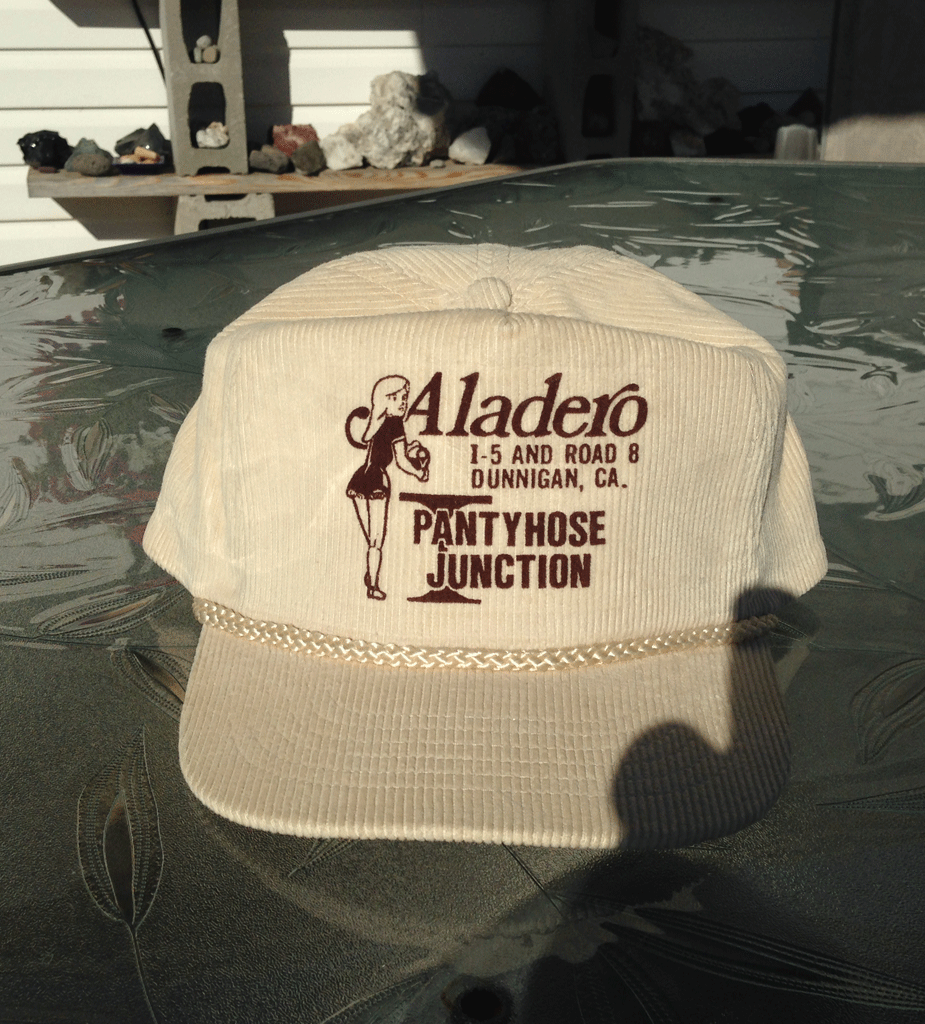 Aladero
I-5 AND ROAD 8
DUNNIGAN, CA.
PANTYHOSE
JUNCTION